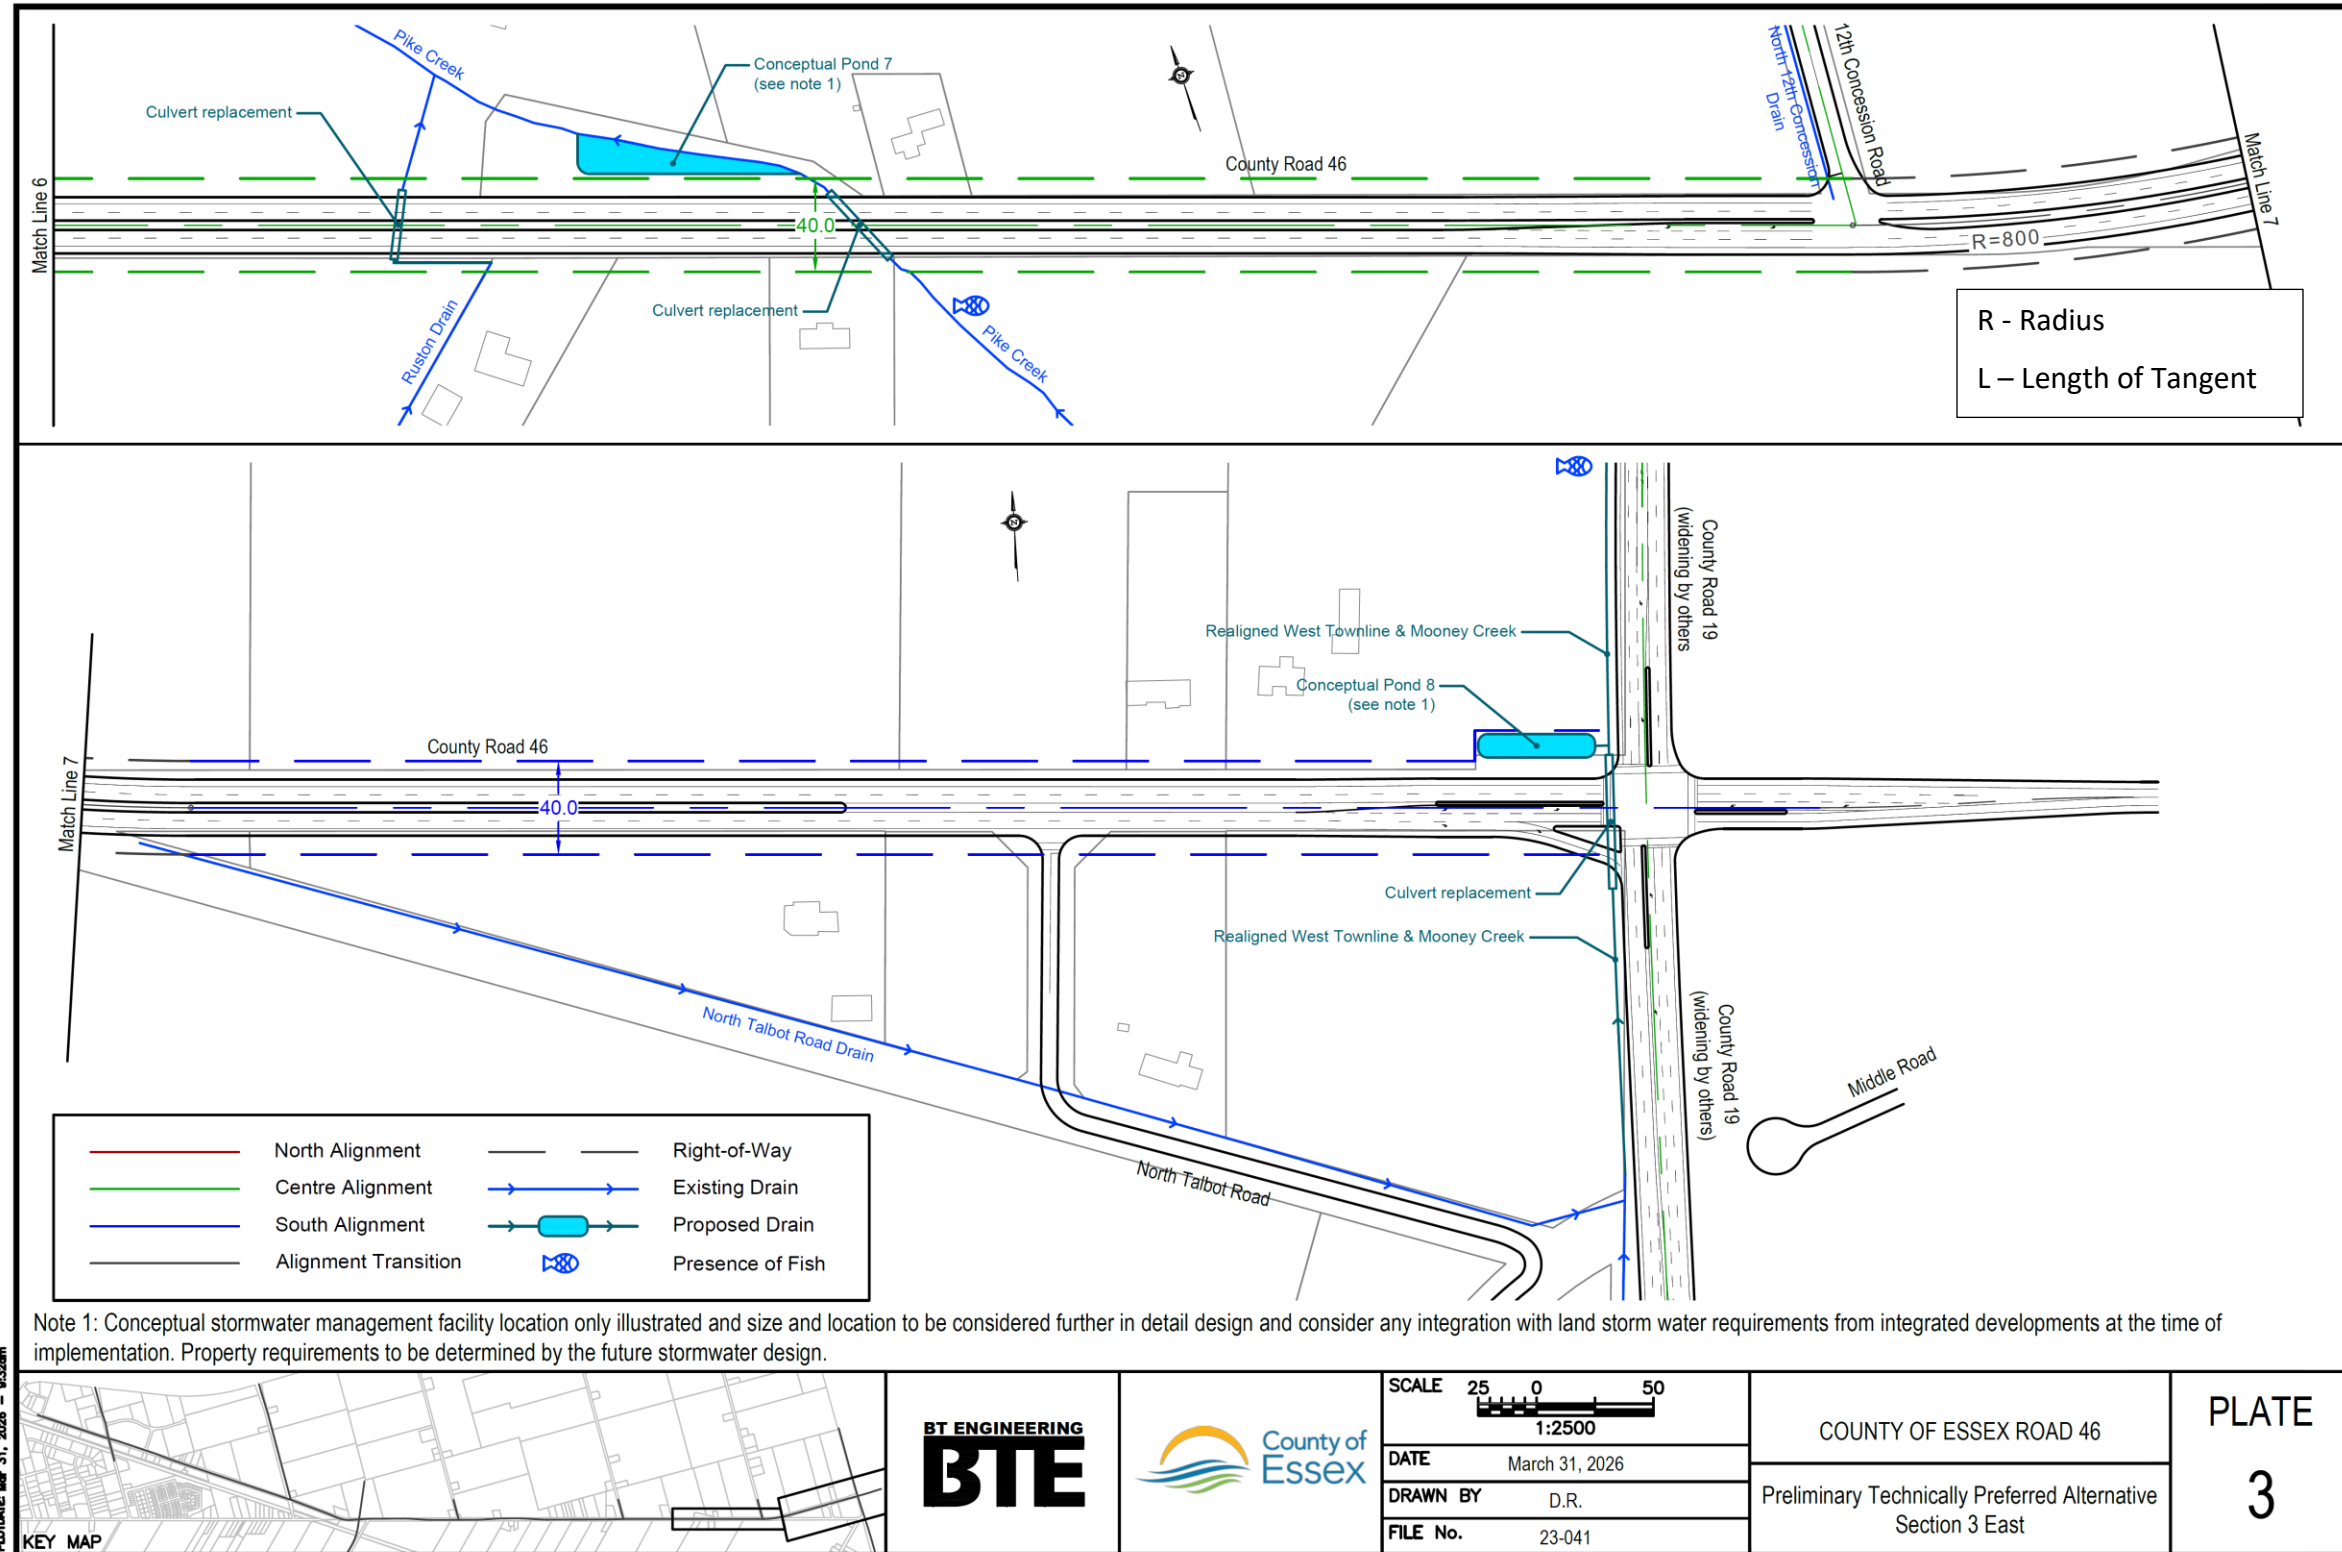 Pike Creek
Conceptual Pond 7
(see note 1)
Culvert replacement
North 12th Concession
Drain
12th Concession Road
County Road 46
Match Line 6
Match Line 7
40.0
R=800
Culvert replacement
Ruston Drain
Pike Creek
R - Radius
L – Length of Tangent
County Road 19
(widening by others
Realigned West Townline & Mooney Creek
Conceptual Pond 8
(see note 1)
County Road 46
Match Line 7
40.0
Culvert replacement
Realigned West Townline & Mooney Creek
North Talbot Road Drain
County Road 19
(widening by others)
Middle Road
North Talbot Road
North Alignment
Right-of-Way
Centre Alignment
Existing Drain
South Alignment
Proposed Drain
Alignment Transition
Presence of Fish
Note 1: Conceptual stormwater management facility location only illustrated and size and location to be considered further in detail design and consider any integration with land storm water requirements from integrated developments at the time of
implementation. Property requirements to be determined by the future stormwater design.
KEY MAP
BT ENGINEERING
BTE
County of
Essex
SCALE 25 0 50
1:2500
DATE March 31, 2026
DRAWN BY D.R.
FILE No. 23-041
COUNTY OF ESSEX ROAD 46
Preliminary Technically Preferred Alternative
Section 3 East
PLATE
3